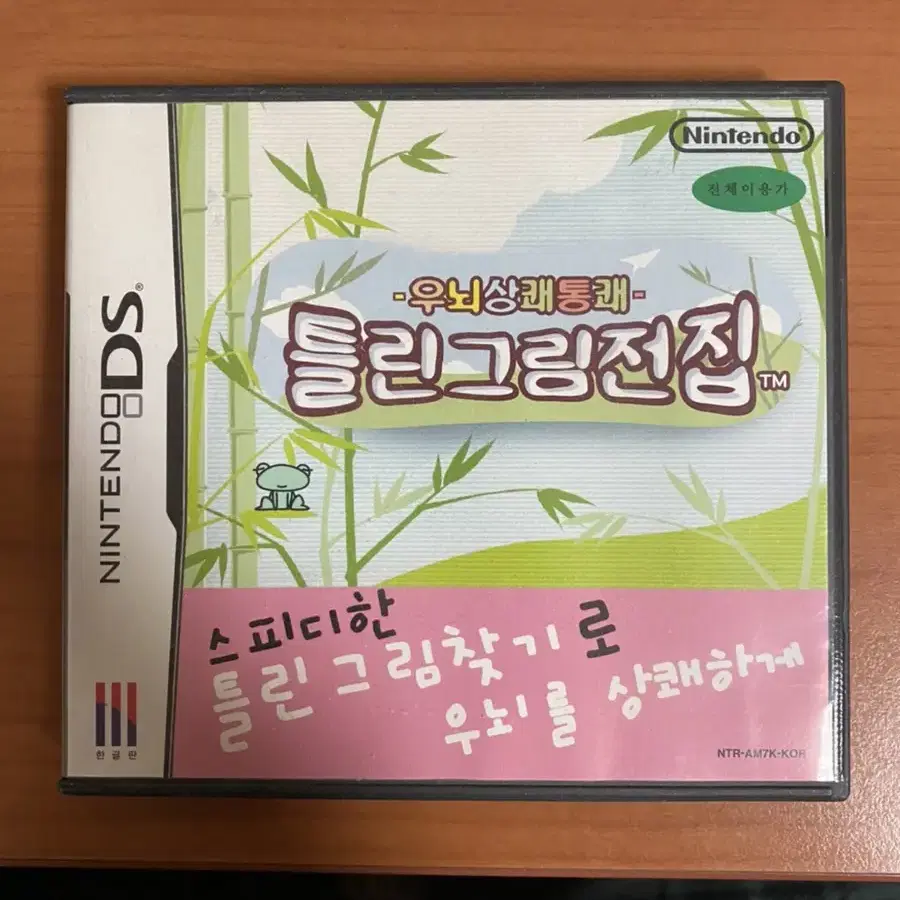 Nintendo®
전체이용가
-우뇌상쾌통쾌-
틀린그림전집™
NINTENDO DS®
스피디한
틀린그림찾기로
우뇌를 상쾌하게
한글판
NTR-AM7K-KOR